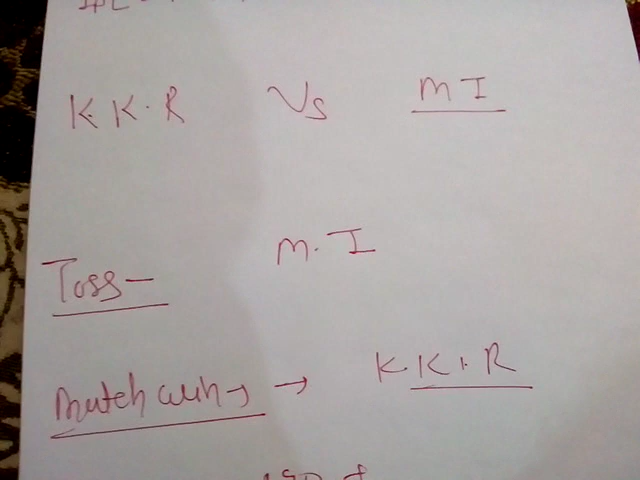 K.K.R Vs MI
M.I
Toss-
Match win → → K.K.R